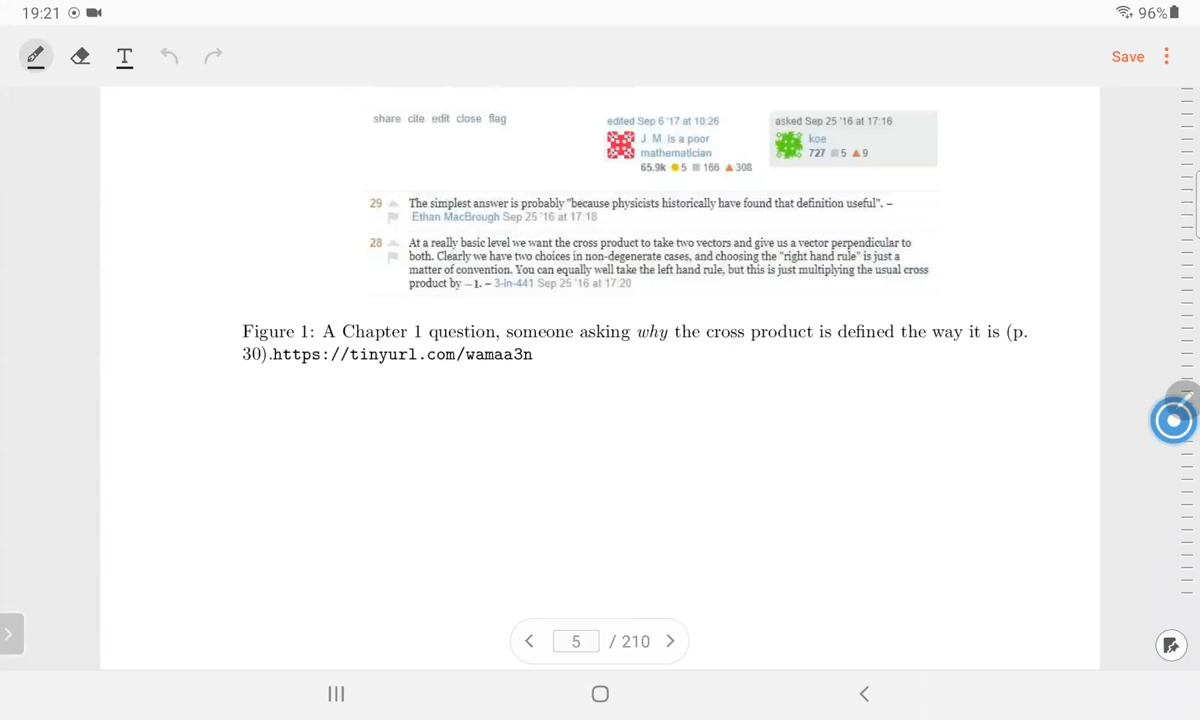 19:21 96%
T Save
share cite edit close flag
edited Sep 6 '17 at 10:26
J. M. is a poor
mathematician
65.9k 5 166 308
asked Sep 25 '16 at 17:16
koe
727 5 9
29 The simplest answer is probably "because physicists historically have found that definition useful". –
Ethan MacBrough Sep 25 '16 at 17:18
28 At a really basic level we want the cross product to take two vectors and give us a vector perpendicular to
both. Clearly we have two choices in non-degenerate cases, and choosing the "right hand rule" is just a
matter of convention. You can equally well take the left hand rule, but this is just multiplying the usual cross
product by −1. – 3-in-441 Sep 25 '16 at 17:20
Figure 1: A Chapter 1 question, someone asking why the cross product is defined the way it is (p.
30).https://tinyurl.com/wamaa3n
5 / 210